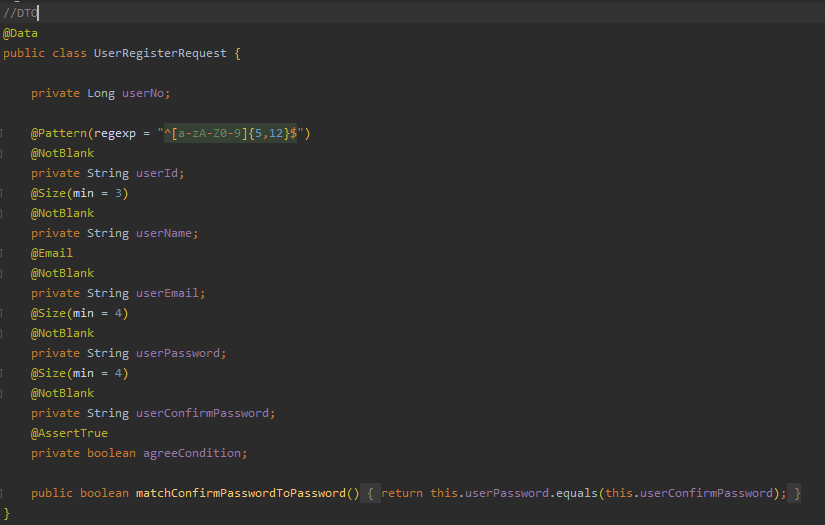 //DTO
@Data
public class UserRegisterRequest {
private Long userNo;
@Pattern(regexp = "^[a-zA-Z0-9]{5,12}$")
@NotBlank
private String userId;
@Size(min = 3)
@NotBlank
private String userName;
@Email
@NotBlank
private String userEmail;
@Size(min = 4)
@NotBlank
private String userPassword;
@Size(min = 4)
@NotBlank
private String userConfirmPassword;
@AssertTrue
private boolean agreeCondition;
public boolean matchConfirmPasswordToPassword() { return this.userPassword.equals(this.userConfirmPassword); }
}